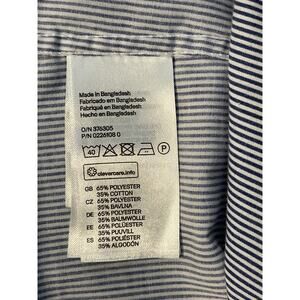 Made in Bangladesh
Fabricado em Bangladesh
Fabriqué en Bangladesh
Hecho en Bangladesh
O/N 376305
P/N 0226108 0
40 P
clevercare.info
GB 65% POLYESTER
35% COTTON
CZ 65% POLYESTER
35% BAVLNA
DE 65% POLYESTER
35% BAUMWOLLE
EE 65% POLÜESTER
35% PUUVILL
ES 65% POLIÉSTER
35% ALGODÓN